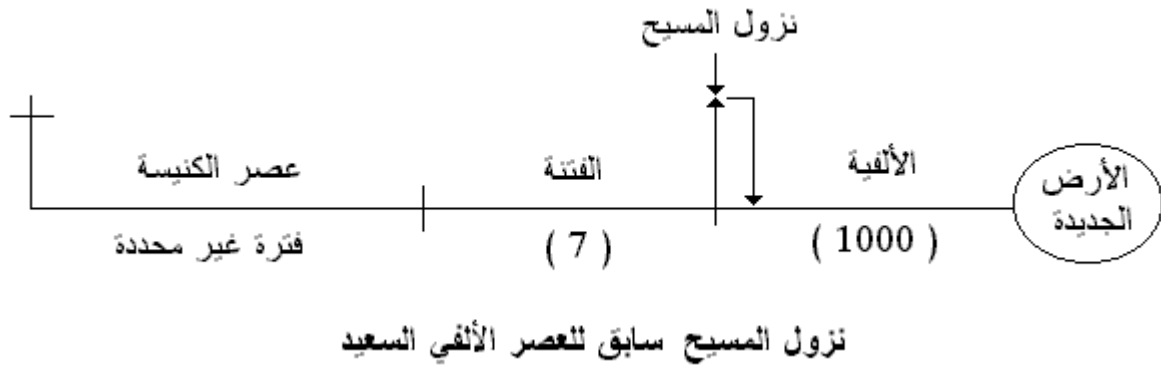 نزول المسيح
عصر الكنيسة
الفتنة
الألفية
الأرض
الجديدة
فترة غير محددة
( 7 )
( 1000 )
نزول المسيح سابق للعصر الألفي السعيد